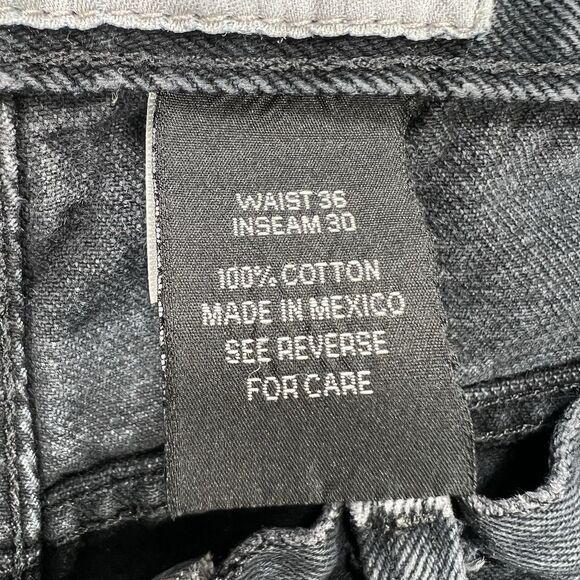 WAIST 36
INSEAM 30
100% COTTON
MADE IN MEXICO
SEE REVERSE
FOR CARE